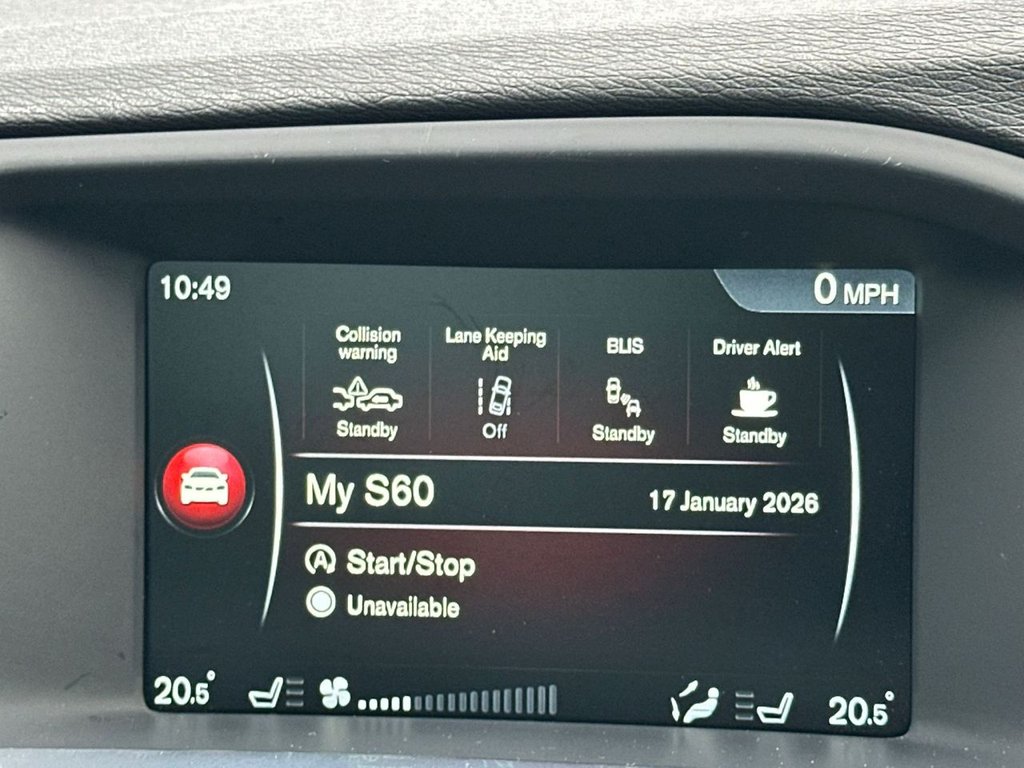 10:49
0 MPH
Collision
warning
Standby
Lane Keeping
Aid
Off
BLIS
Standby
Driver Alert
Standby
My S60
17 January 2026
A Start/Stop
Unavailable
20.5°
20.5°